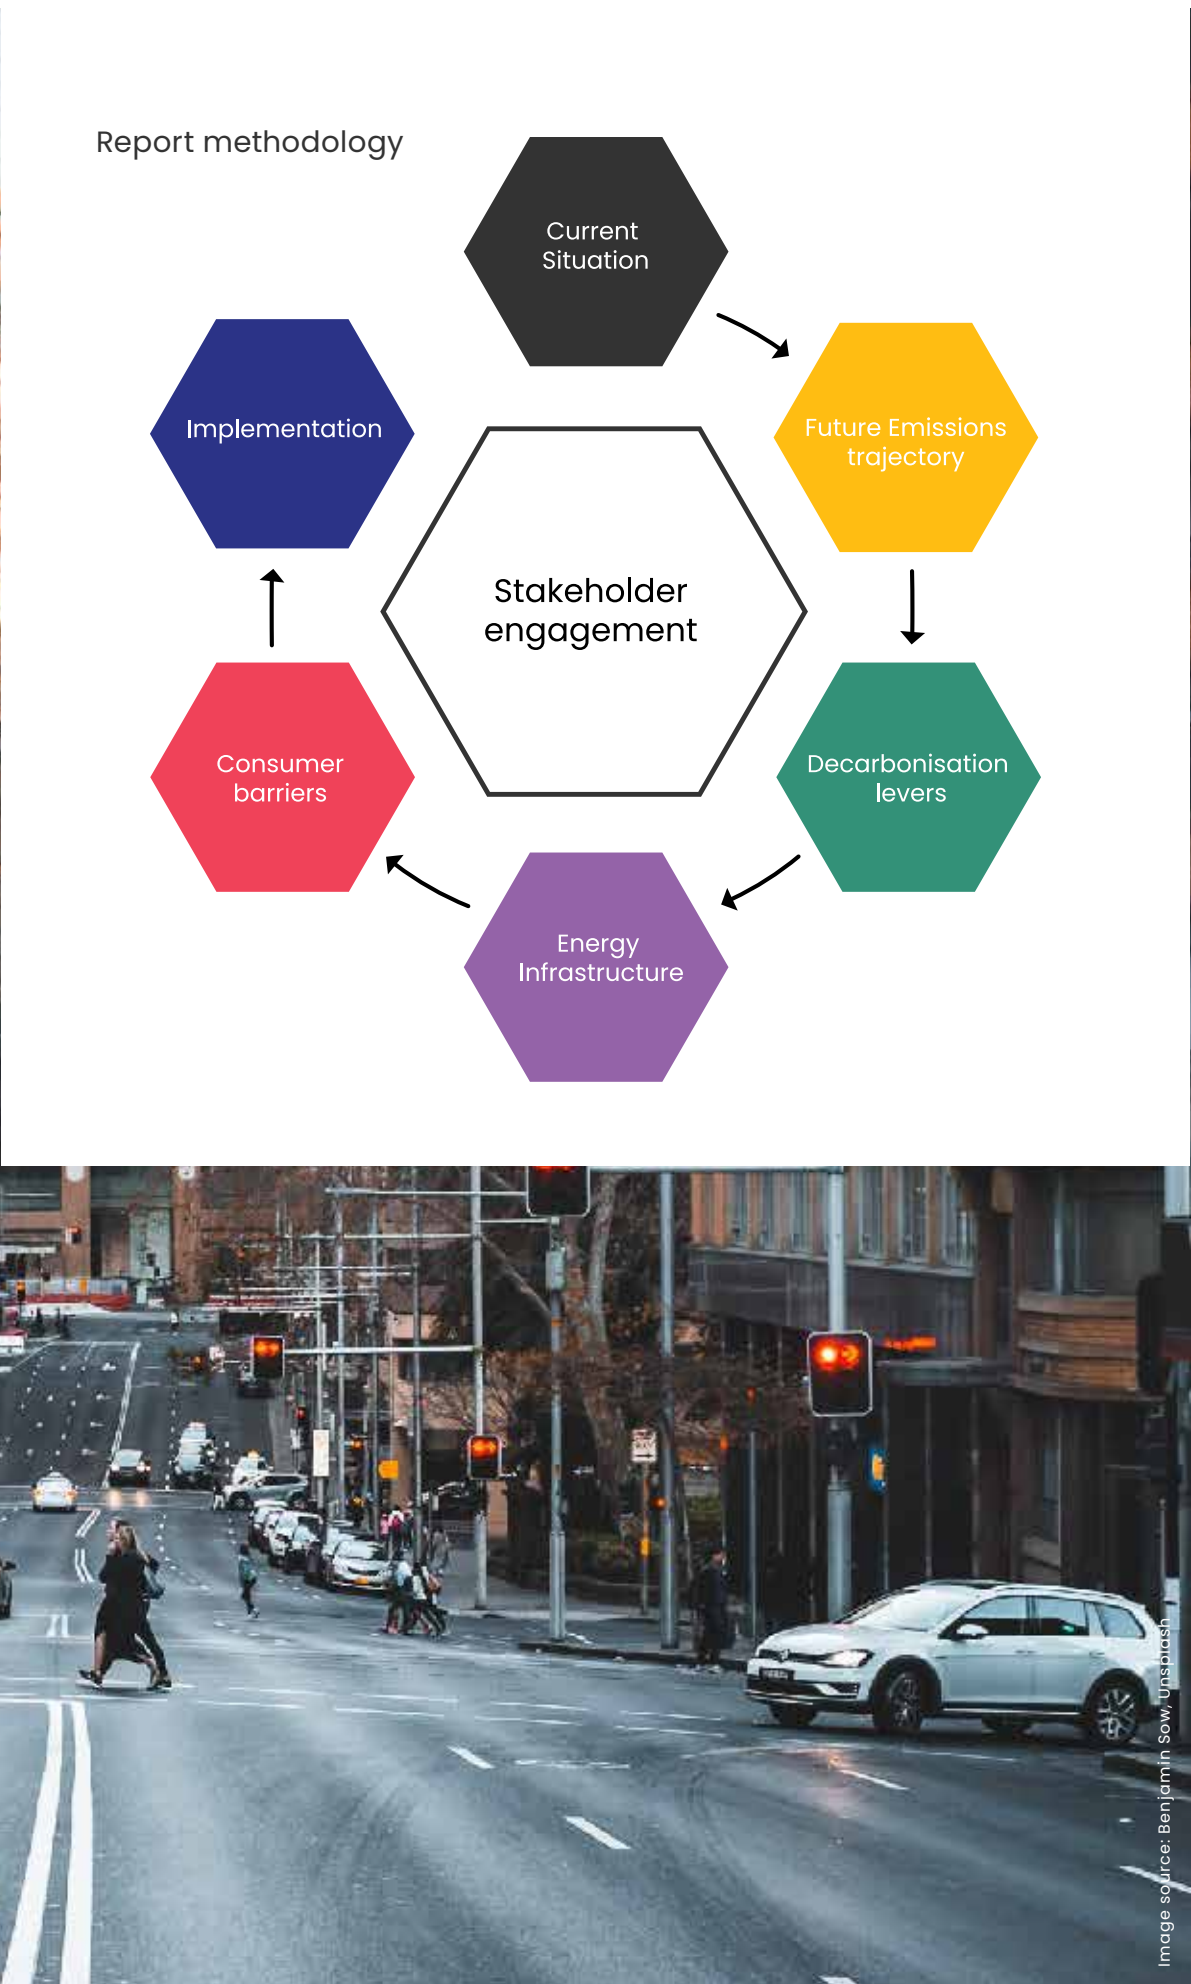 Report methodology
Current
Situation
Future Emissions
trajectory
Decarbonisation
levers
Energy
Infrastructure
Consumer
barriers
Implementation
Stakeholder
engagement
Image source: Benjamin Sow, Unsplash